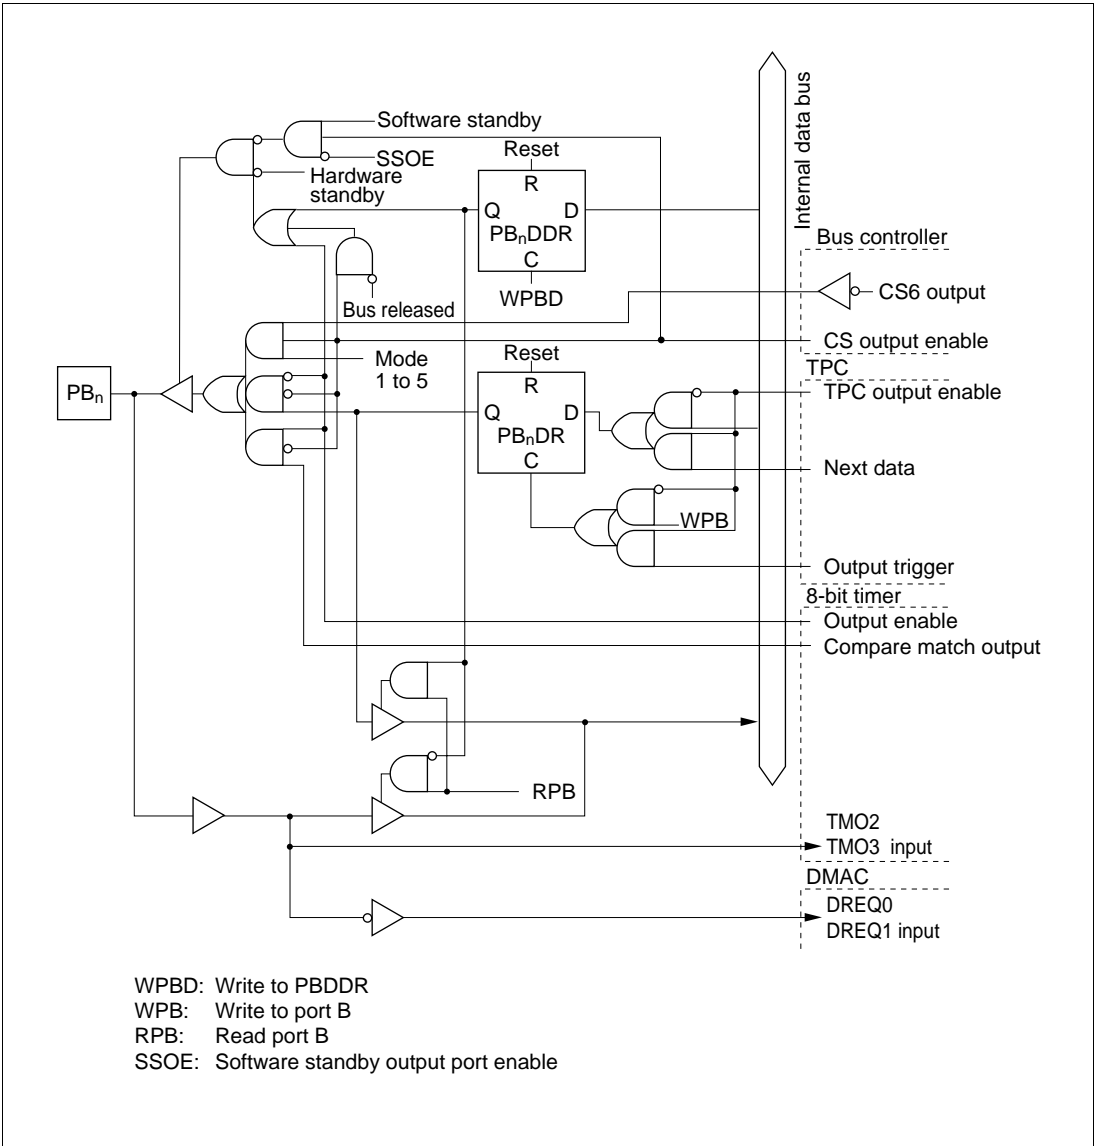 Software standby
SSOE
Hardware
standby
Reset
R
Q D
PBnDDR
C
WPBD
Bus released
Internal data bus
Bus controller
CS6 output
CS output enable
Mode
1 to 5
PBn
Reset
R
Q D
PBnDR
C
TPC
TPC output enable
Next data
WPB
Output trigger
8-bit timer
Output enable
Compare match output
RPB
TMO2
TMO3 input
DMAC
DREQ0
DREQ1 input
WPBD: Write to PBDDR
WPB: Write to port B
RPB: Read port B
SSOE: Software standby output port enable